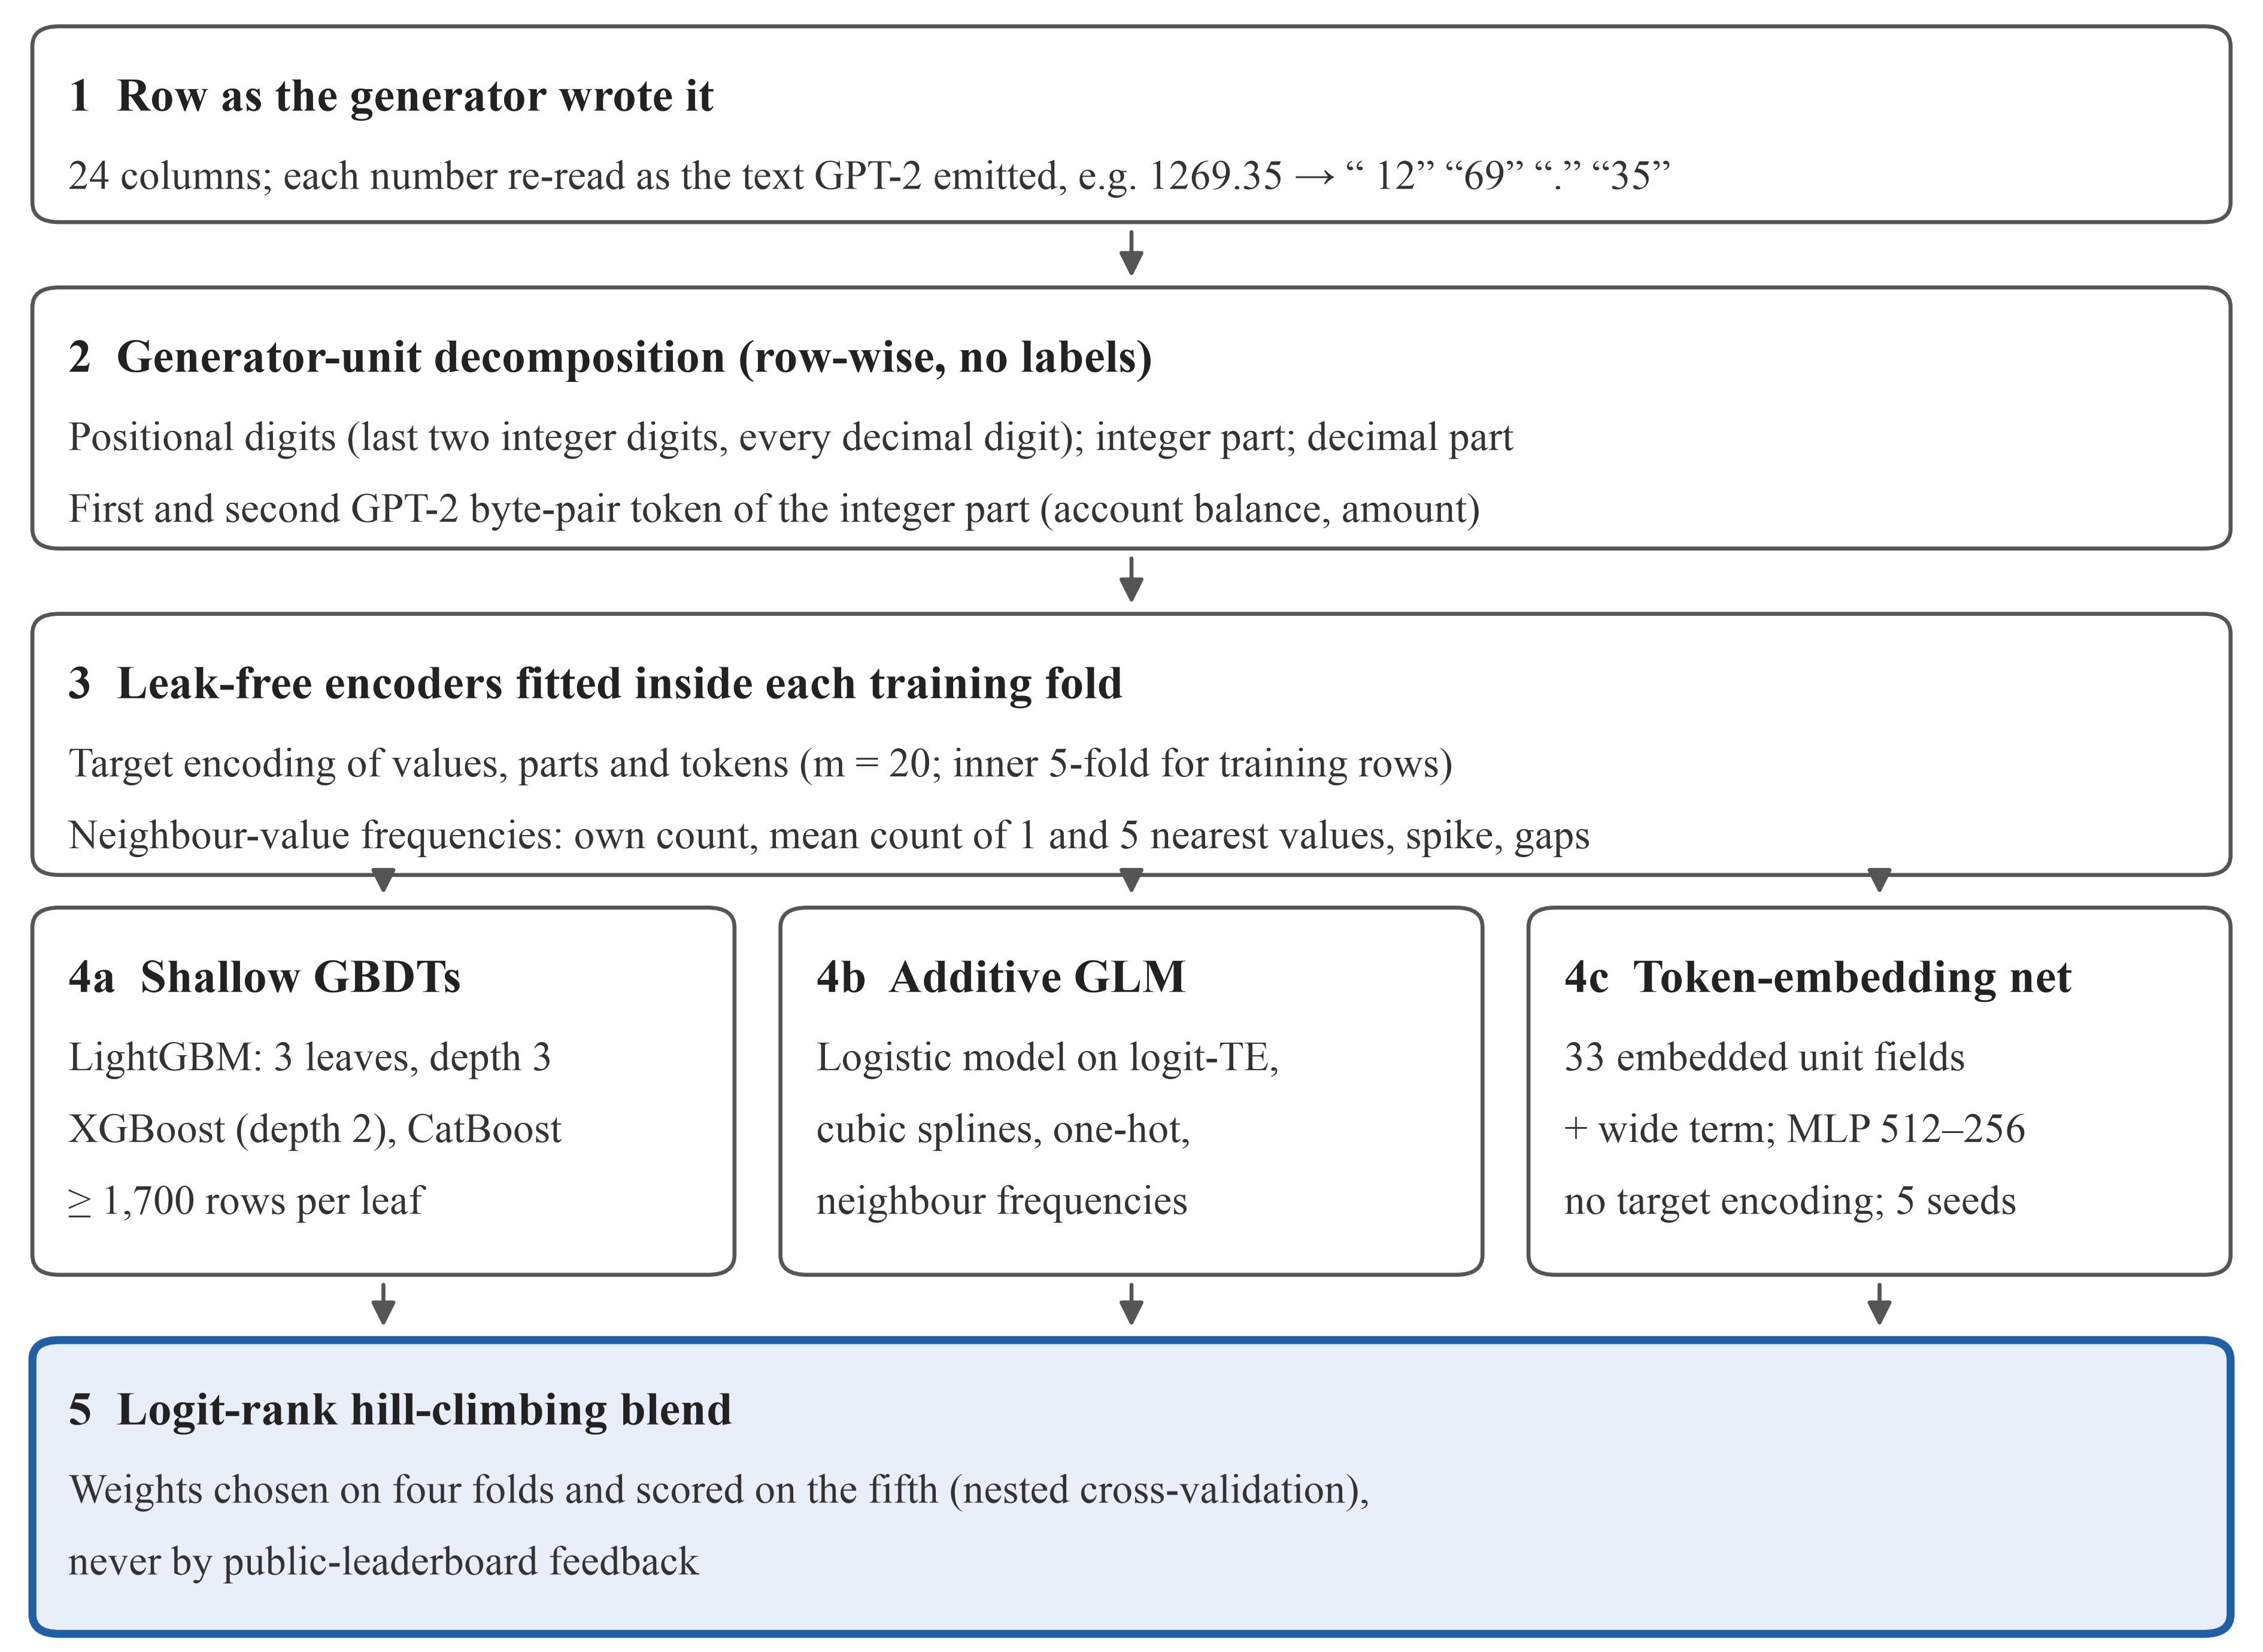 1 Row as the generator wrote it
24 columns; each number re-read as the text GPT-2 emitted, e.g. 1269.35 → “ 12” “69” “.” “35”
2 Generator-unit decomposition (row-wise, no labels)
Positional digits (last two integer digits, every decimal digit); integer part; decimal part
First and second GPT-2 byte-pair token of the integer part (account balance, amount)
3 Leak-free encoders fitted inside each training fold
Target encoding of values, parts and tokens (m = 20; inner 5-fold for training rows)
Neighbour-value frequencies: own count, mean count of 1 and 5 nearest values, spike, gaps
4a Shallow GBDTs
LightGBM: 3 leaves, depth 3
XGBoost (depth 2), CatBoost
≥ 1,700 rows per leaf
4b Additive GLM
Logistic model on logit-TE,
cubic splines, one-hot,
neighbour frequencies
4c Token-embedding net
33 embedded unit fields
+ wide term; MLP 512–256
no target encoding; 5 seeds
5 Logit-rank hill-climbing blend
Weights chosen on four folds and scored on the fifth (nested cross-validation),
never by public-leaderboard feedback